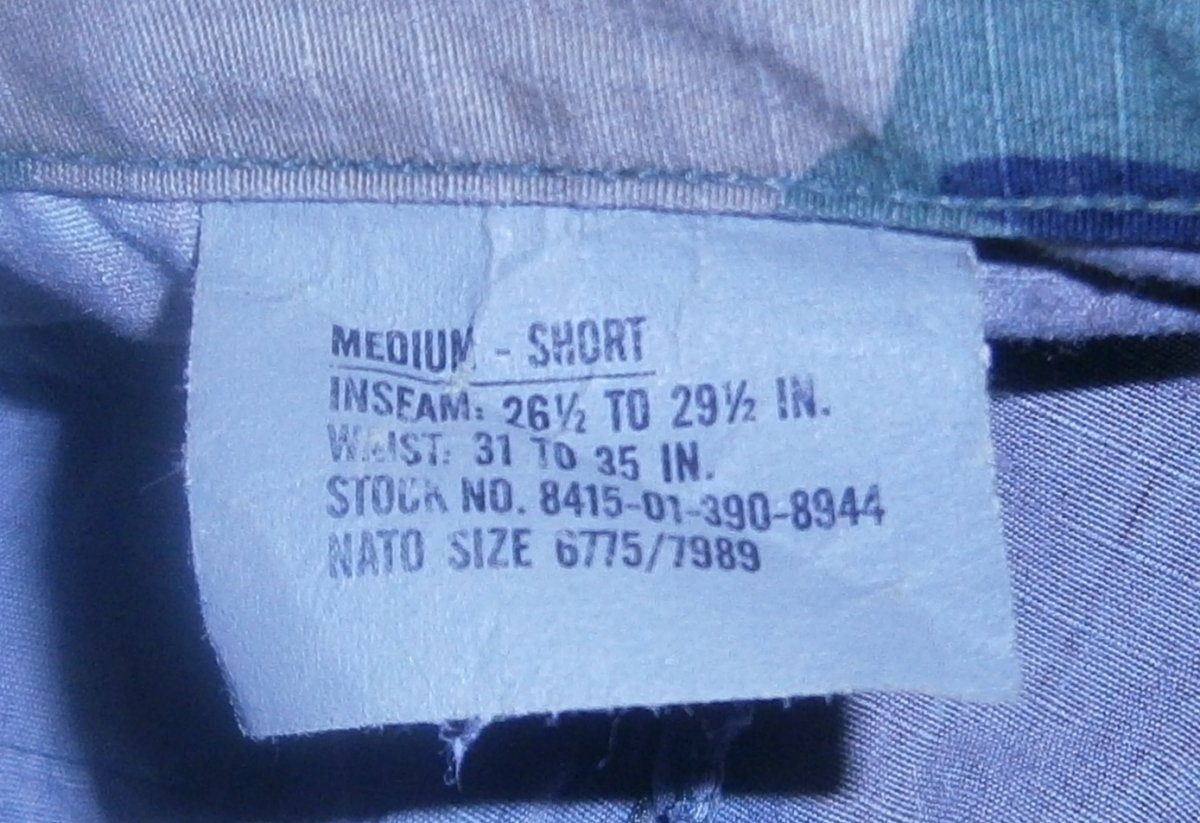 MEDIUM - SHORT
INSEAM: 26½ TO 29½ IN.
WAIST: 31 TO 35 IN.
STOCK NO. 8415-01-390-8944
NATO SIZE 6775/7989